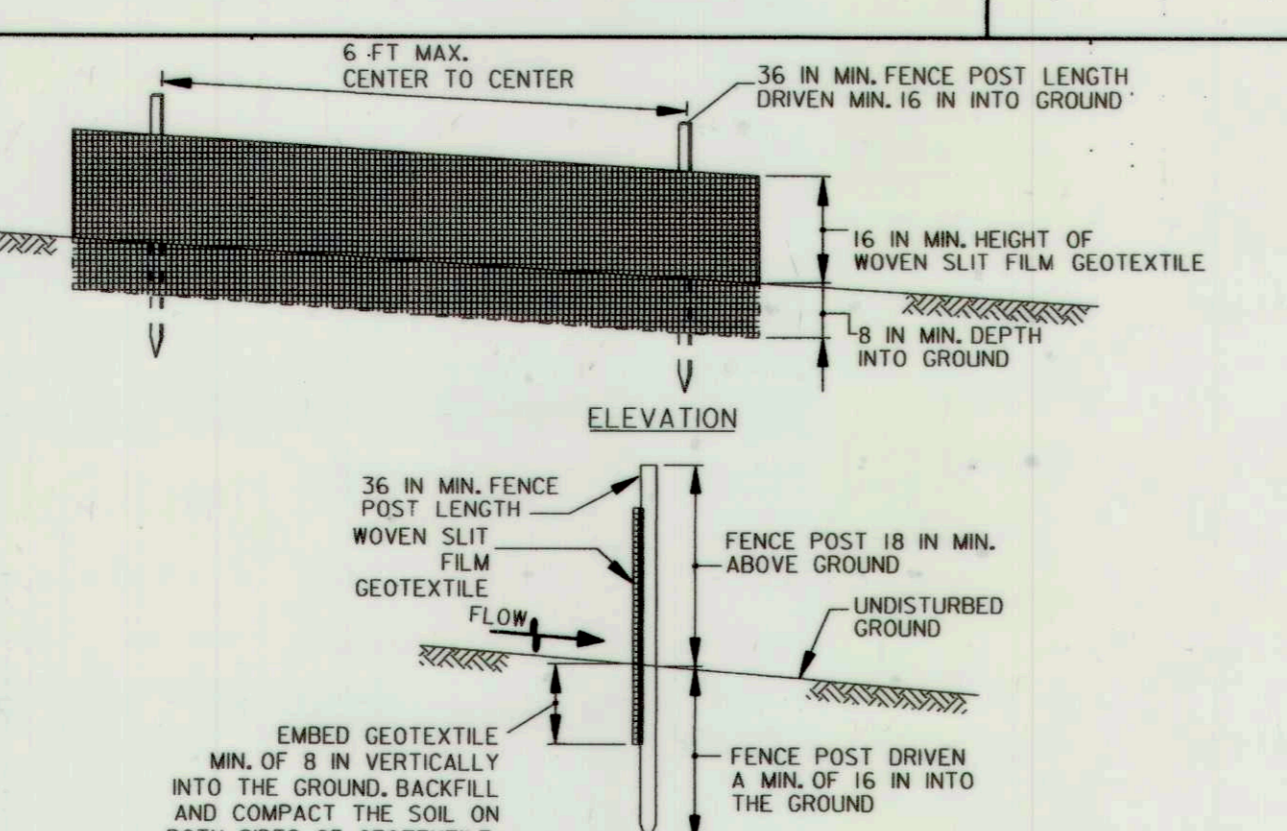 6 FT MAX.
CENTER TO CENTER
36 IN MIN. FENCE POST LENGTH
DRIVEN MIN. 16 IN INTO GROUND
16 IN MIN. HEIGHT OF
WOVEN SLIT FILM GEOTEXTILE
8 IN MIN. DEPTH
INTO GROUND
ELEVATION
36 IN MIN. FENCE
POST LENGTH
WOVEN SLIT
FILM
GEOTEXTILE
FLOW
FENCE POST 18 IN MIN.
ABOVE GROUND
UNDISTURBED
GROUND
EMBED GEOTEXTILE
MIN. OF 8 IN VERTICALLY
INTO THE GROUND. BACKFILL
AND COMPACT THE SOIL ON
BOTH SIDES OF GEOTEXTILE.
FENCE POST DRIVEN
A MIN. OF 16 IN INTO
THE GROUND